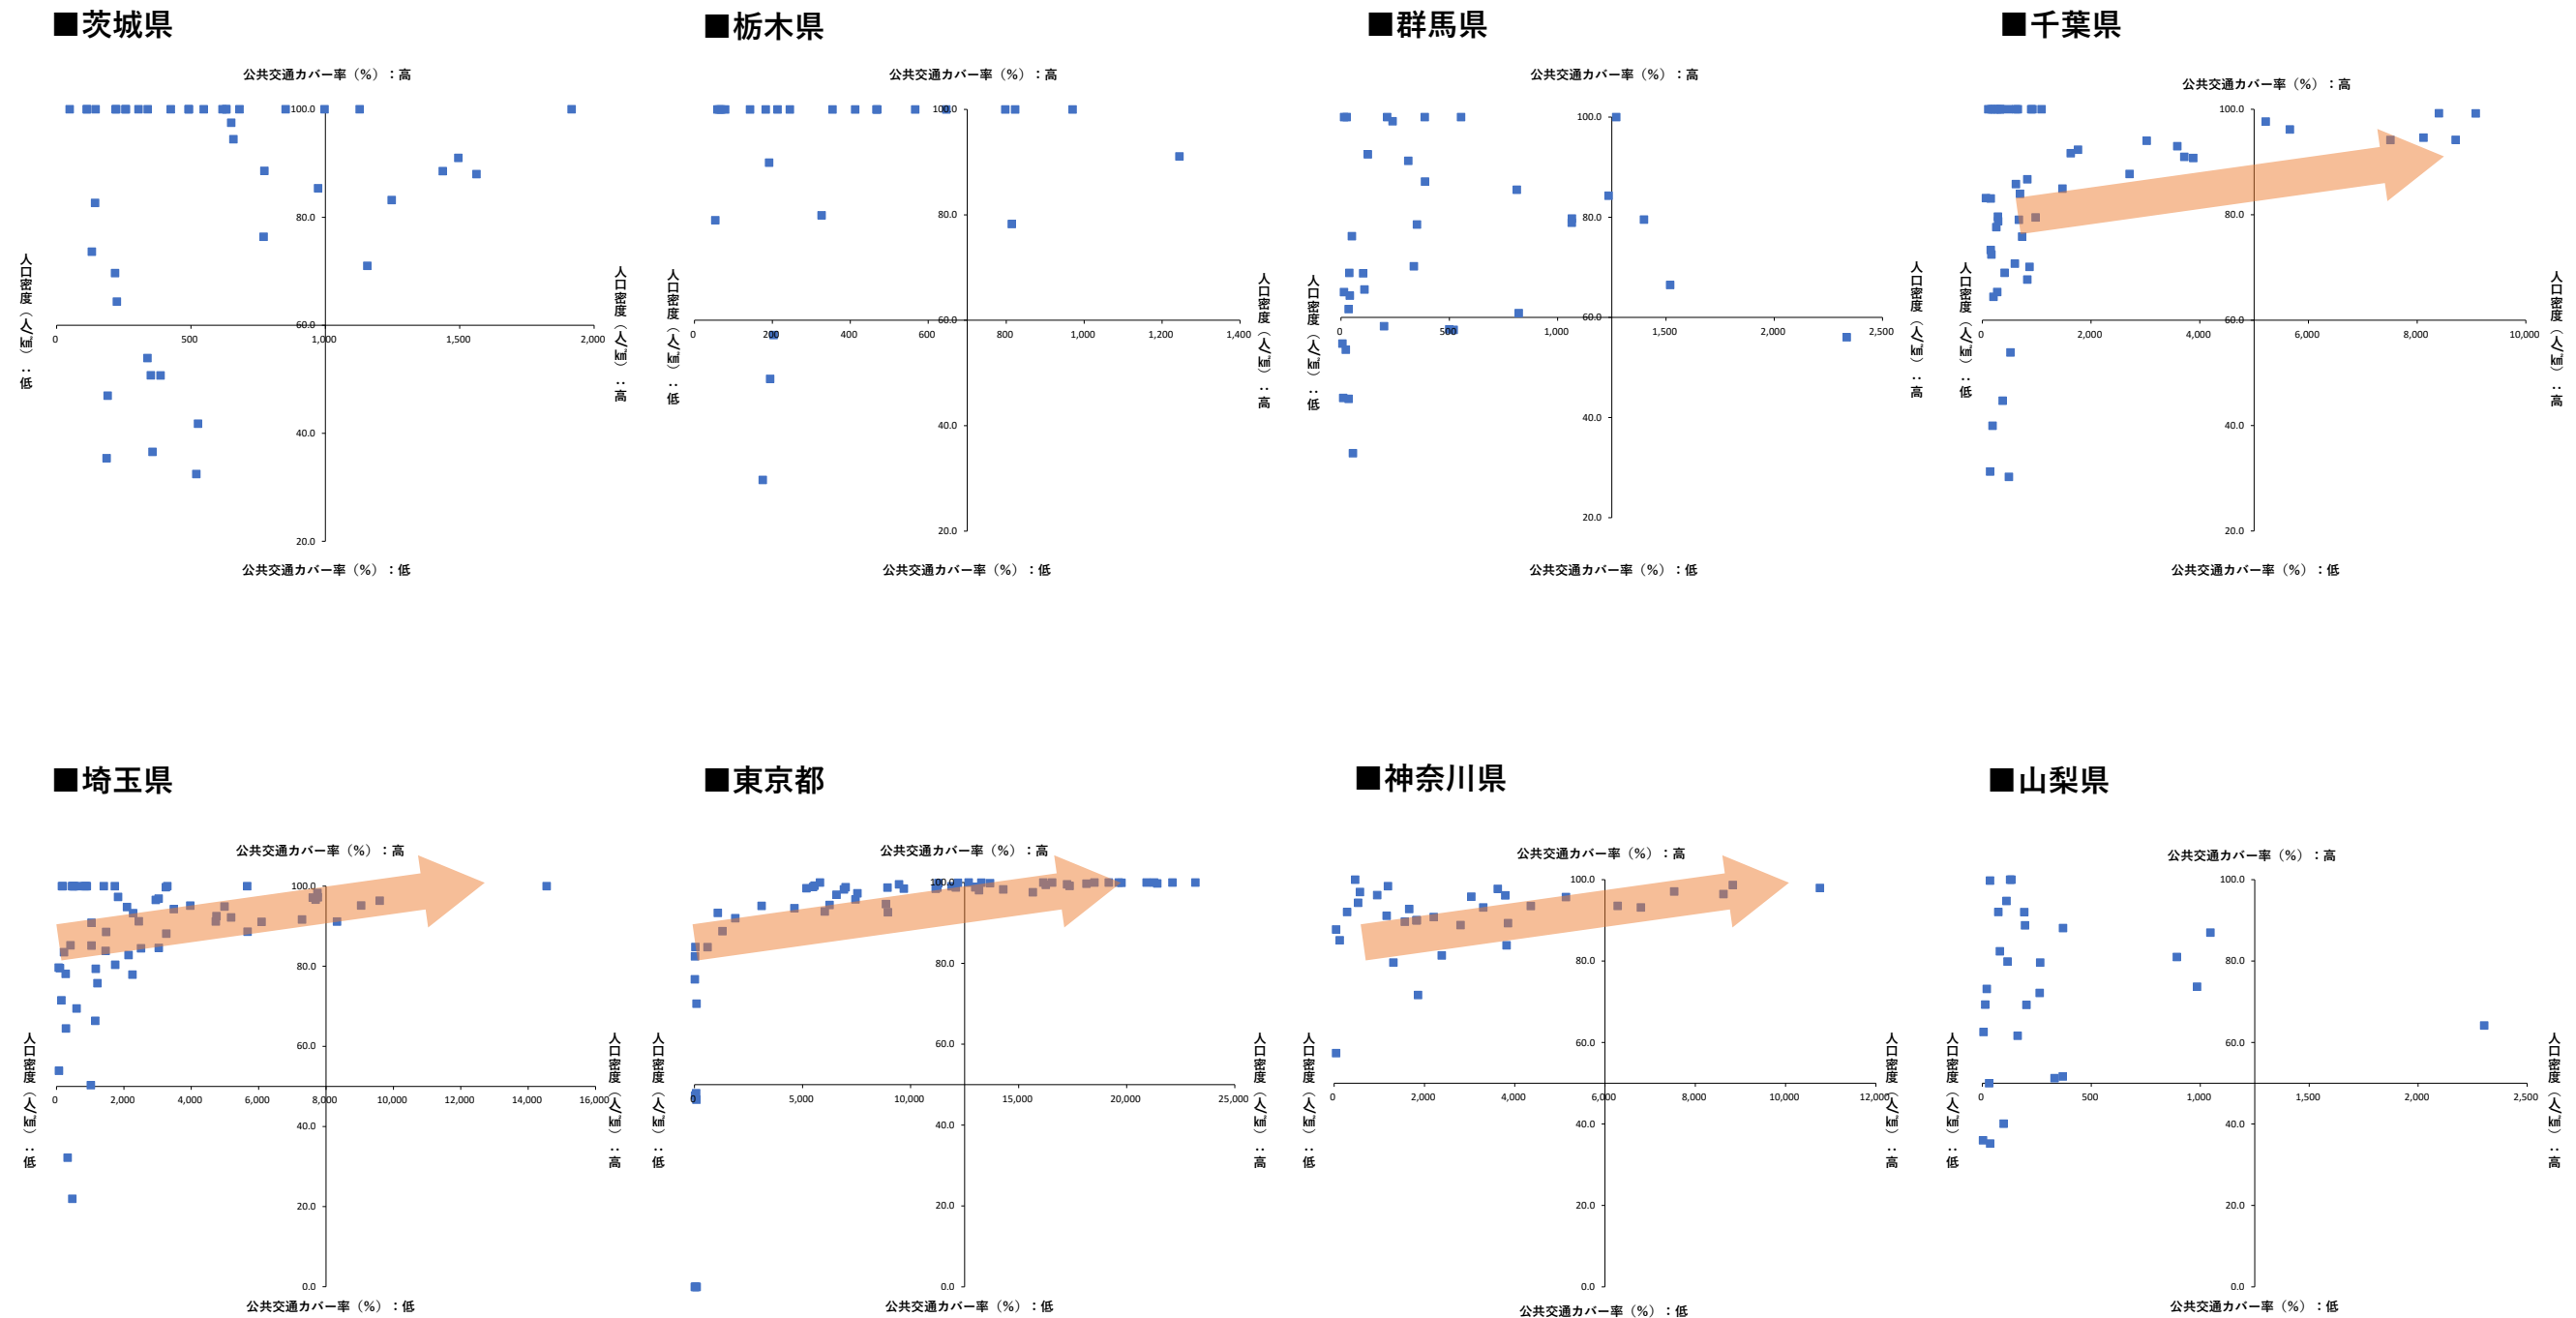 ■茨城県
公共交通カバー率（%）：高
100.0
80.0
60.0
40.0
20.0
0
500
1,000
1,500
2,000
人口密度（人/㎢）：低
人口密度（人/㎢）：高
公共交通カバー率（%）：低
■栃木県
公共交通カバー率（%）：高
100.0
80.0
60.0
40.0
20.0
0
200
400
600
800
1,000
1,200
1,400
人口密度（人/㎢）：低
人口密度（人/㎢）：高
公共交通カバー率（%）：低
■群馬県
公共交通カバー率（%）：高
100.0
80.0
60.0
40.0
20.0
0
500
1,000
1,500
2,000
2,500
人口密度（人/㎢）：低
人口密度（人/㎢）：高
公共交通カバー率（%）：低
■千葉県
公共交通カバー率（%）：高
100.0
80.0
60.0
40.0
20.0
0
2,000
4,000
6,000
8,000
10,000
人口密度（人/㎢）：低
人口密度（人/㎢）：高
公共交通カバー率（%）：低
■埼玉県
公共交通カバー率（%）：高
100.0
80.0
60.0
40.0
20.0
0.0
0
2,000
4,000
6,000
8,000
10,000
12,000
14,000
16,000
人口密度（人/㎢）：低
人口密度（人/㎢）：高
公共交通カバー率（%）：低
■東京都
公共交通カバー率（%）：高
100.0
80.0
60.0
40.0
20.0
0.0
0
5,000
10,000
15,000
20,000
25,000
人口密度（人/㎢）：低
人口密度（人/㎢）：高
公共交通カバー率（%）：低
■神奈川県
公共交通カバー率（%）：高
100.0
80.0
60.0
40.0
20.0
0.0
0
2,000
4,000
6,000
8,000
10,000
12,000
人口密度（人/㎢）：低
人口密度（人/㎢）：高
公共交通カバー率（%）：低
■山梨県
公共交通カバー率（%）：高
100.0
80.0
60.0
40.0
20.0
0.0
0
500
1,000
1,500
2,000
2,500
人口密度（人/㎢）：低
人口密度（人/㎢）：高
公共交通カバー率（%）：低